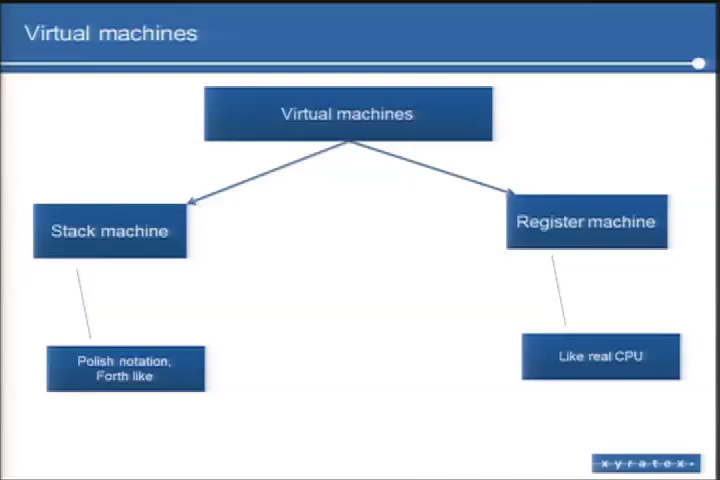 Virtual machines
Virtual machines
Stack machine
Register machine
Polish notation,
Forth like
Like real CPU
xyratex